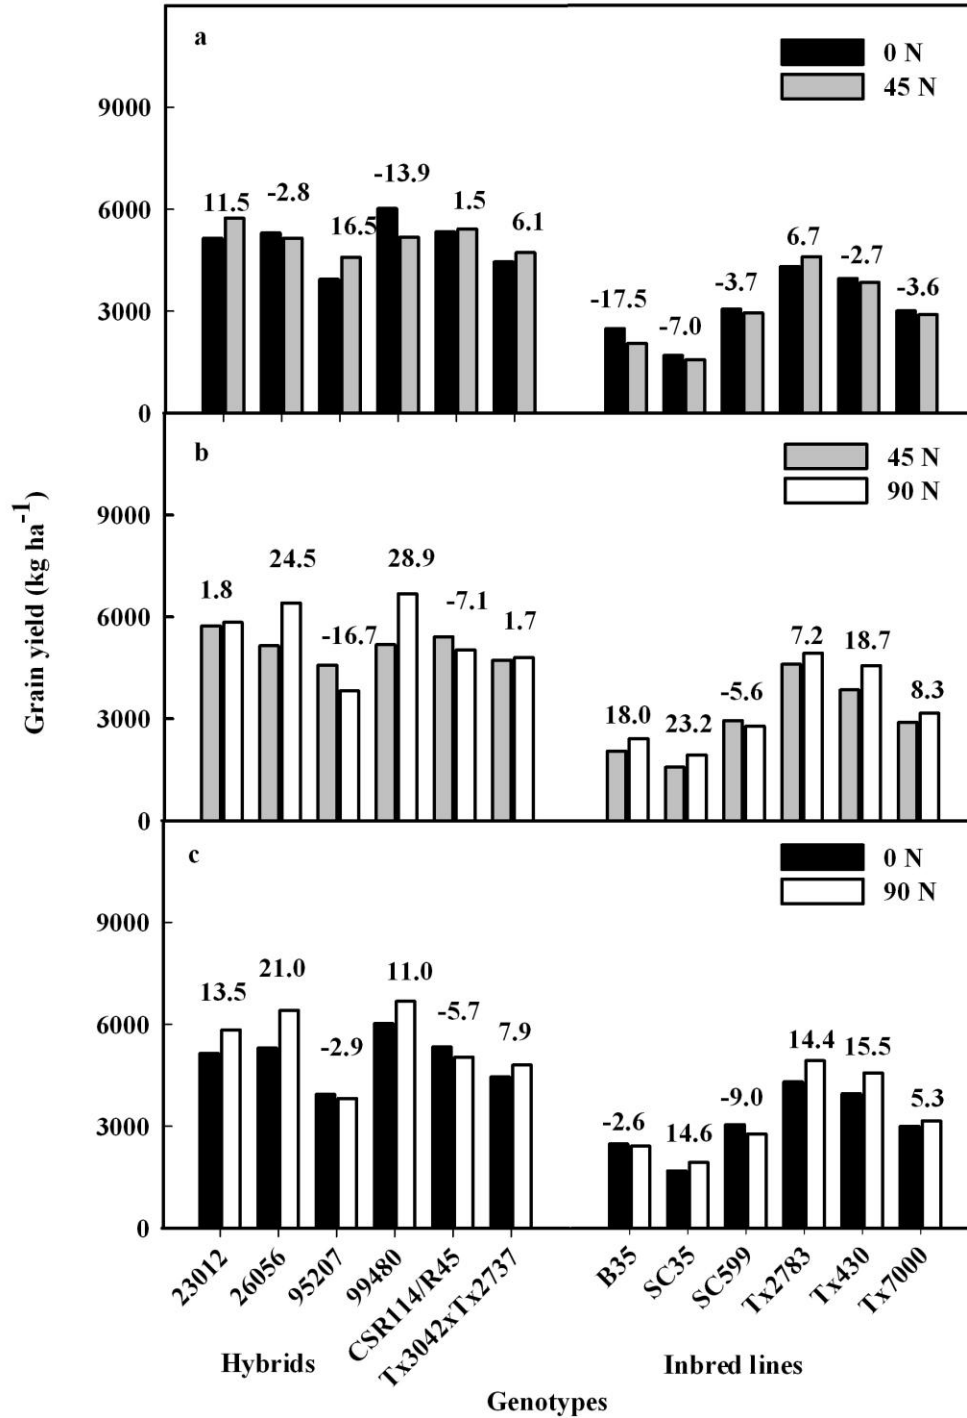 a
0 N
45 N
9000
6000
3000
0
11.5
-2.8
16.5
-13.9
1.5
6.1
-17.5
-7.0
-3.7
6.7
-2.7
-3.6
b
45 N
90 N
9000
6000
3000
0
1.8
24.5
-16.7
28.9
-7.1
1.7
18.0
23.2
-5.6
7.2
18.7
8.3
Grain yield (kg ha-1)
c
0 N
90 N
9000
6000
3000
0
13.5
21.0
-2.9
11.0
-5.7
7.9
-2.6
14.6
-9.0
14.4
15.5
5.3
23012
26056
95207
99480
CSR114/R45
Tx3042xTx2737
B35
SC35
SC599
Tx2783
Tx430
Tx7000
Hybrids
Inbred lines
Genotypes